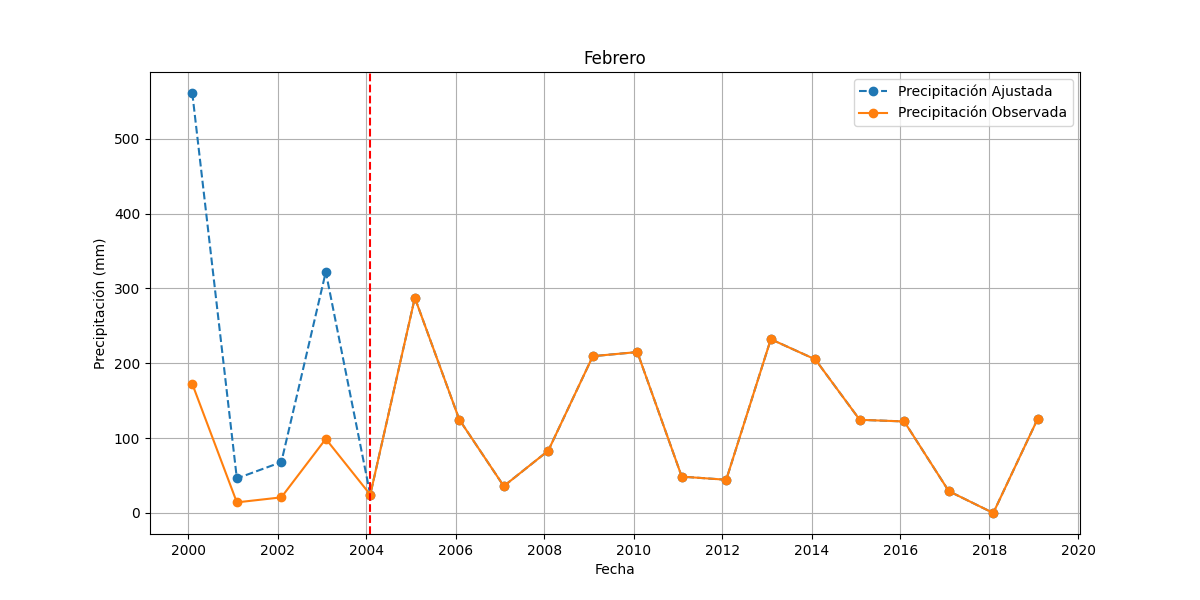 Febrero
Precipitación Ajustada
Precipitación Observada
Precipitación (mm)
500
400
300
200
100
0
2000 2002 2004 2006 2008 2010 2012 2014 2016 2018 2020
Fecha